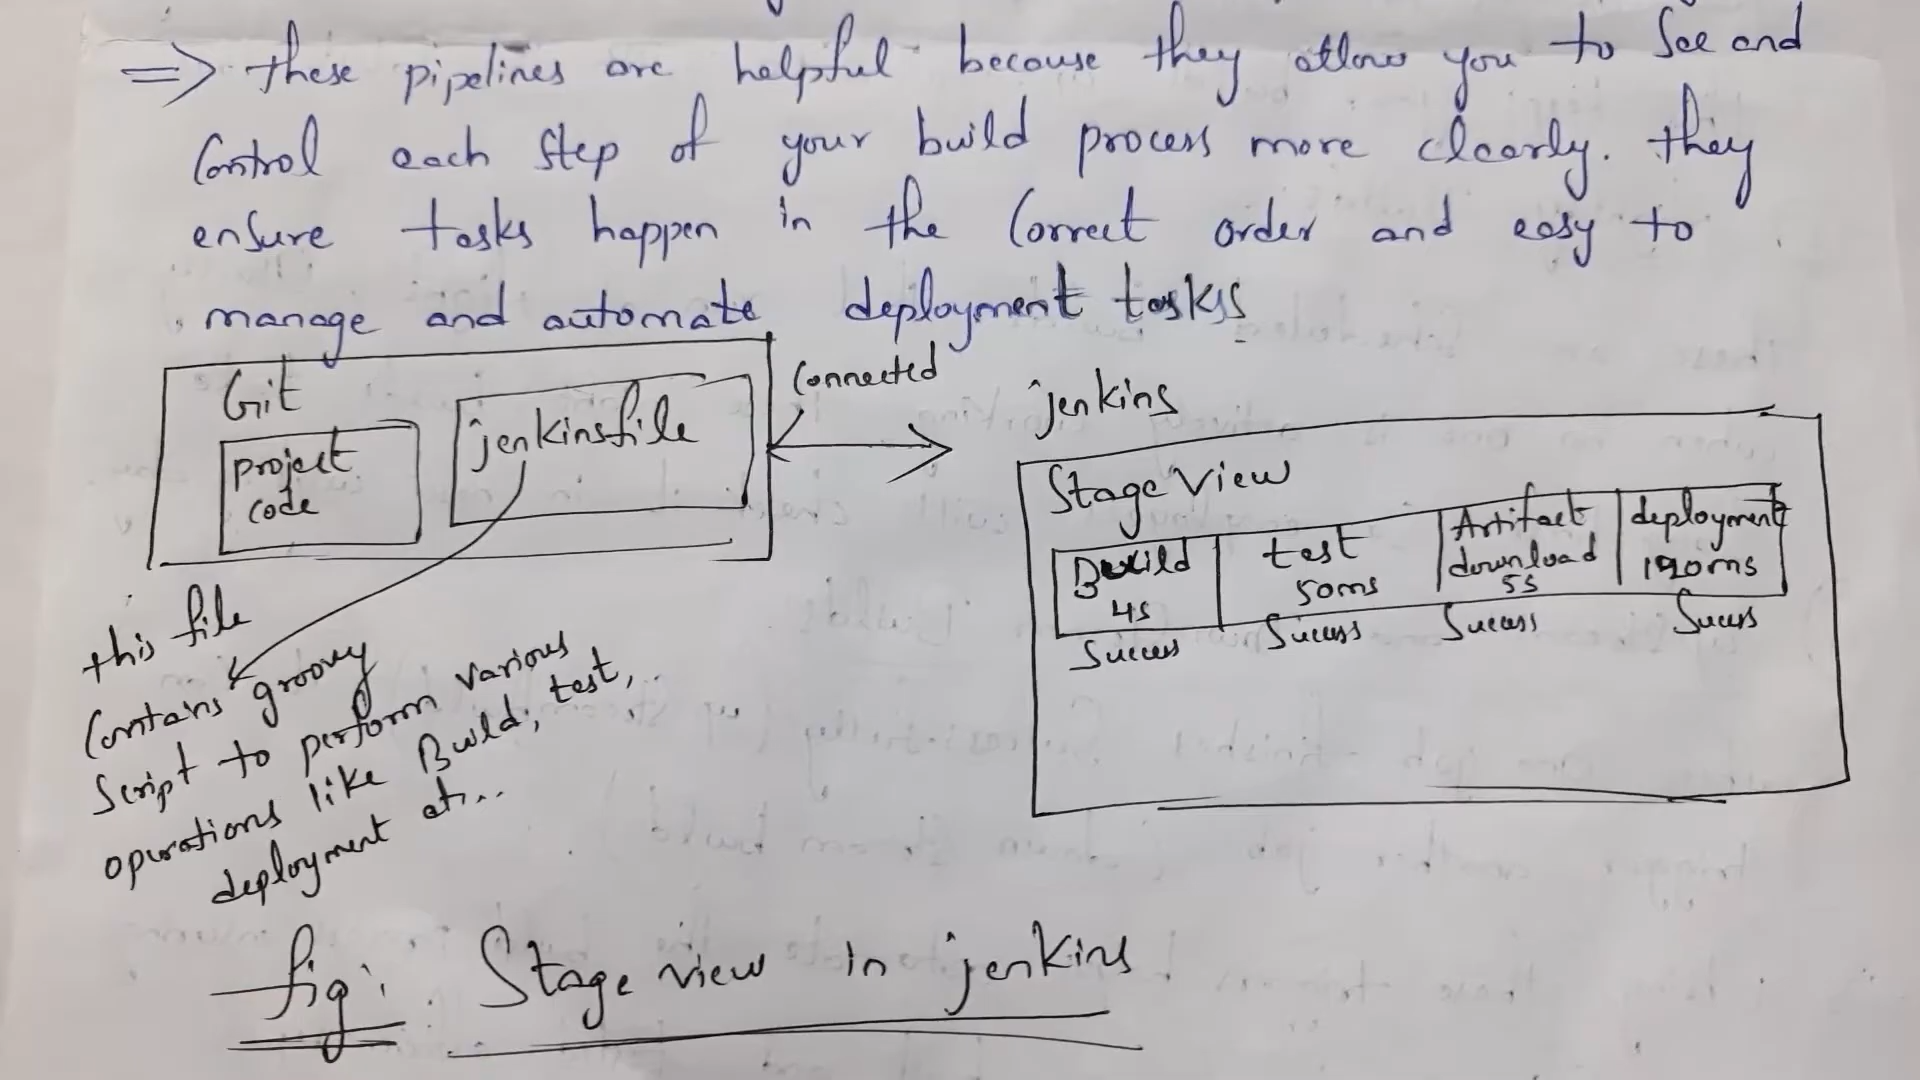 => these pipelines are helpful because they allow you to See and
Control each Step of your build process more clearly. they
ensure tasks happen in the Correct order and easy to
manage and automate deployment tasks
Git
project
code
jenkinsfile
Connected
jenkins
Stage View
Build
4s
Success
test
50ms
Success
Artifact
download
5s
Success
deployment
190ms
Success
this file
Contains groovy
Script to perform various
operations like Build, test,..
deployment etc...
fig: Stage view in jenkins